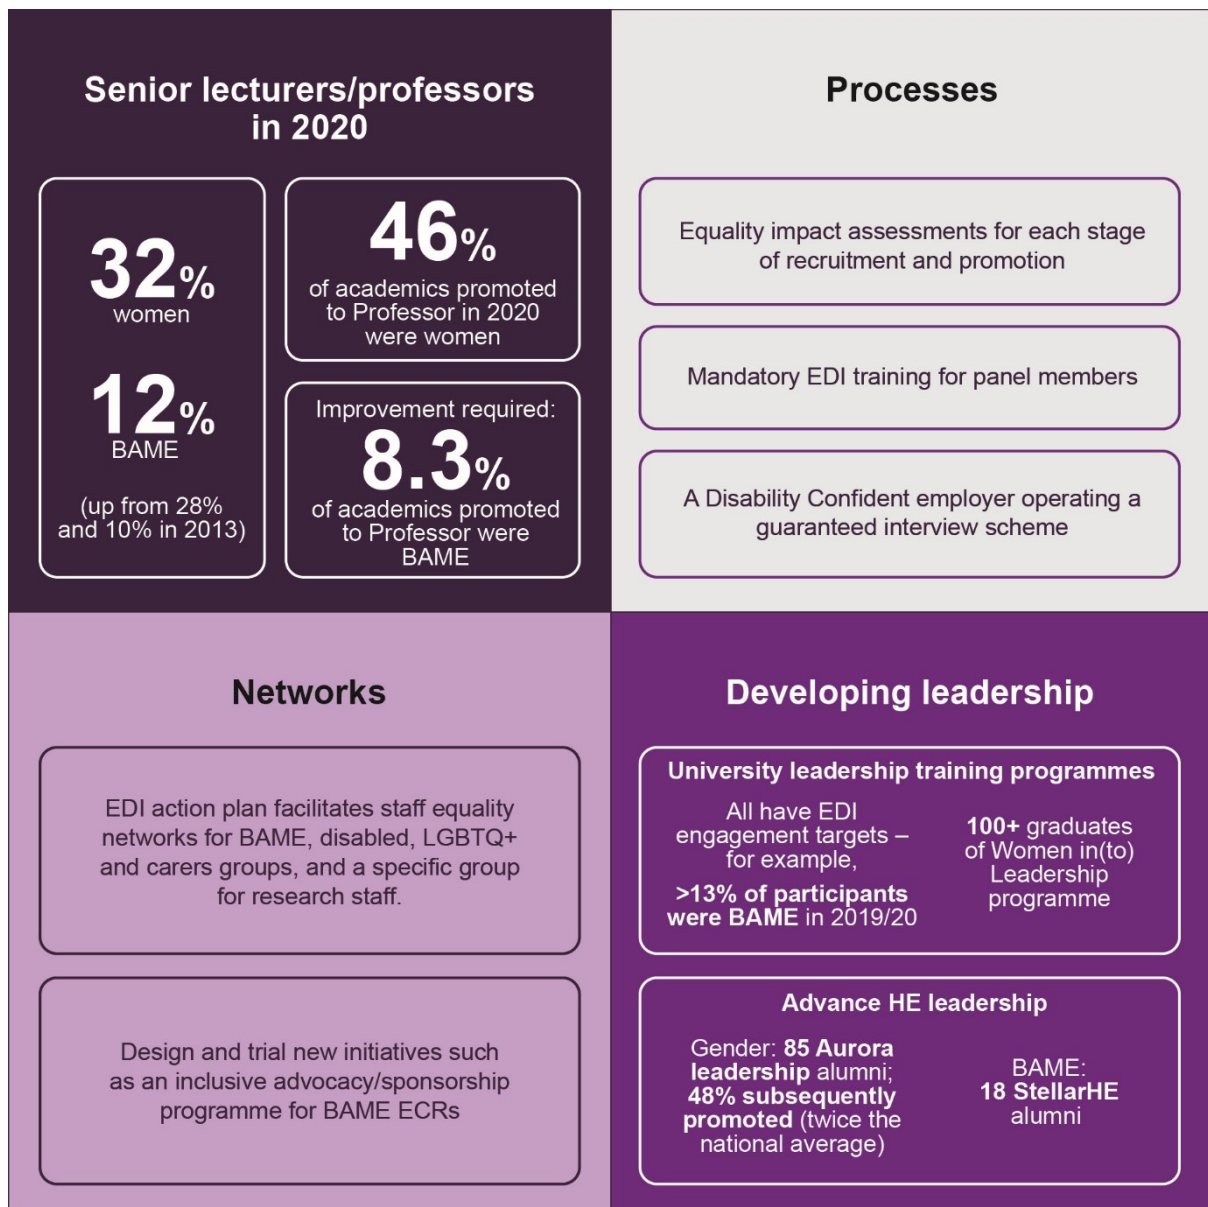 Senior lecturers/professors
in 2020
32%
women
12%
BAME
(up from 28%
and 10% in 2013)
46%
of academics promoted
to Professor in 2020
were women
Improvement required:
8.3%
of academics promoted
to Professor were
BAME
Processes
Equality impact assessments for each stage
of recruitment and promotion
Mandatory EDI training for panel members
A Disability Confident employer operating a
guaranteed interview scheme
Networks
EDI action plan facilitates staff equality
networks for BAME, disabled, LGBTQ+
and carers groups, and a specific group
for research staff.
Design and trial new initiatives such
as an inclusive advocacy/sponsorship
programme for BAME ECRs
Developing leadership
University leadership training programmes
All have EDI
engagement targets –
for example,
>13% of participants
were BAME in 2019/20
100+ graduates
of Women in(to)
Leadership
programme
Advance HE leadership
Gender: 85 Aurora
leadership alumni;
48% subsequently
promoted (twice the
national average)
BAME:
18 StellarHE
alumni